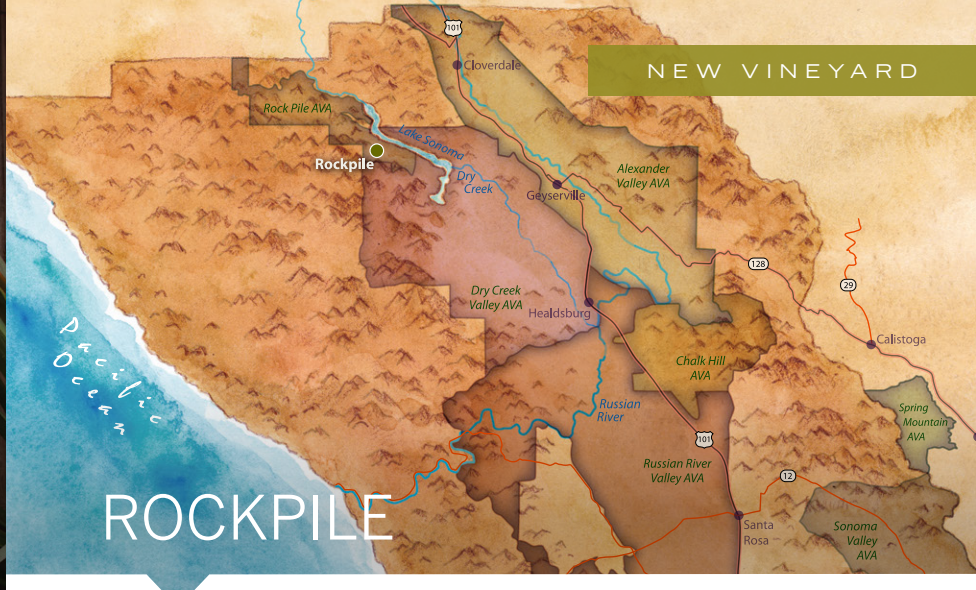 101
NEW VINEYARD
Cloverdale
Rock Pile AVA
Lake Sonoma
Rockpile
Dry
Creek
Alexander
Valley AVA
Geyserville
128
29
Dry Creek
Valley AVA
Healdsburg
Calistoga
Chalk Hill
AVA
Pacific
Ocean
Russian
River
Spring
Mountain
AVA
101
Russian River
Valley AVA
12
ROCKPILE
Santa
Rosa
Sonoma
Valley
AVA